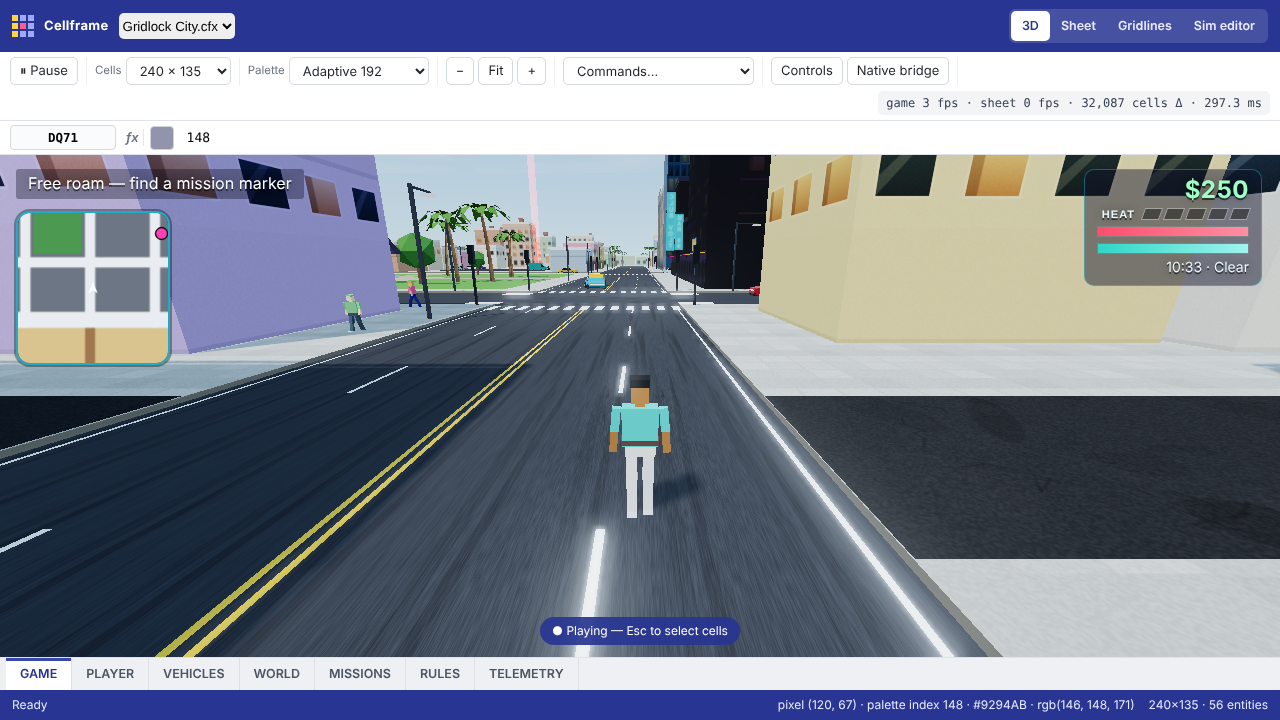 Cellframe
Gridlock City.cfx
3D
Sheet
Gridlines
Sim editor
Pause
Cells
240 × 135
Palette
Adaptive 192
−
Fit
+
Commands...
Controls
Native bridge
game 3 fps · sheet 0 fps · 32,087 cells Δ · 297.3 ms
DQ71
fx
148
Free roam — find a mission marker
$250
HEAT
10:33 · Clear
Playing — Esc to select cells
GAME
PLAYER
VEHICLES
WORLD
MISSIONS
RULES
TELEMETRY
Ready
pixel (120, 67) · palette index 148 · #9294AB · rgb(146, 148, 171)
240×135 · 56 entities